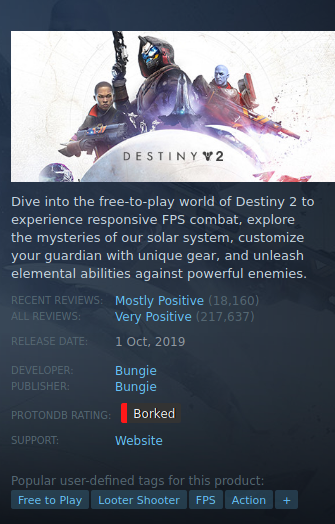 DESTINY 2
Dive into the free-to-play world of Destiny 2 to
experience responsive FPS combat, explore
the mysteries of our solar system, customize
your guardian with unique gear, and unleash
elemental abilities against powerful enemies.
RECENT REVIEWS: Mostly Positive (18,160)
ALL REVIEWS: Very Positive (217,637)
RELEASE DATE: 1 Oct, 2019
DEVELOPER: Bungie
PUBLISHER: Bungie
PROTONDB RATING: Borked
SUPPORT: Website
Popular user-defined tags for this product:
Free to Play Looter Shooter FPS Action +